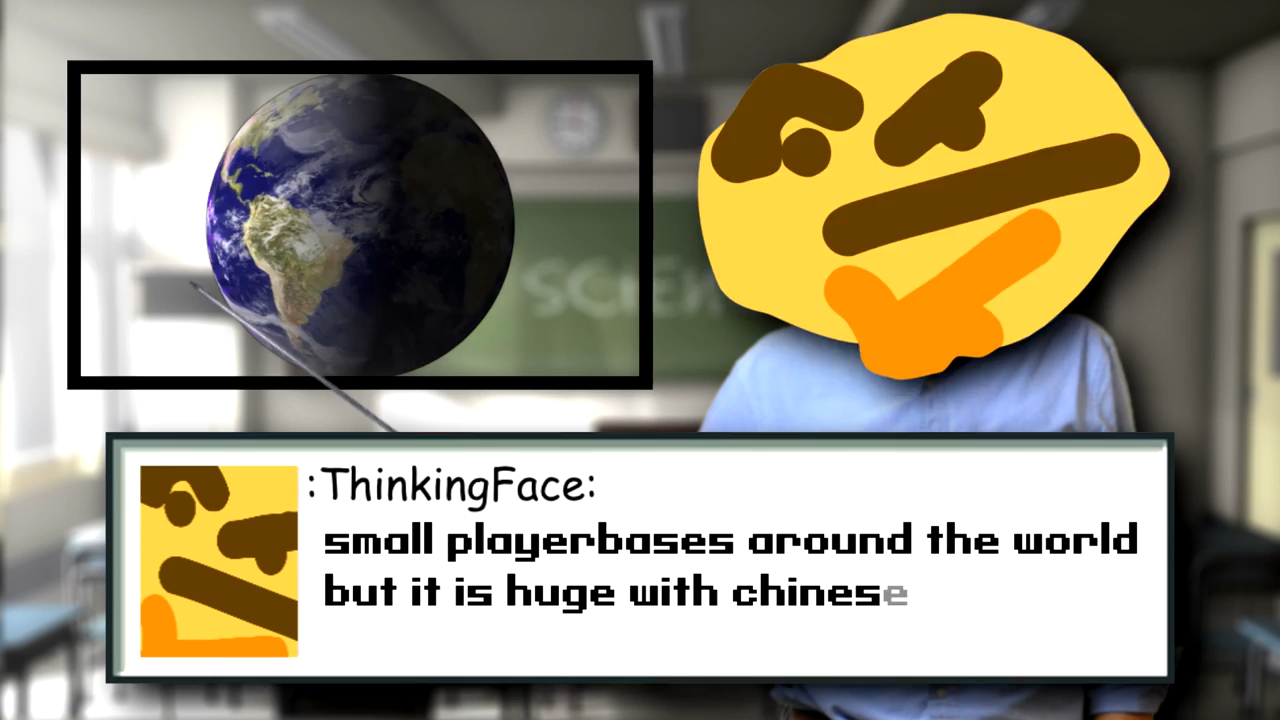 :ThinkingFace:
small playerbases around the world
but it is huge with chinese